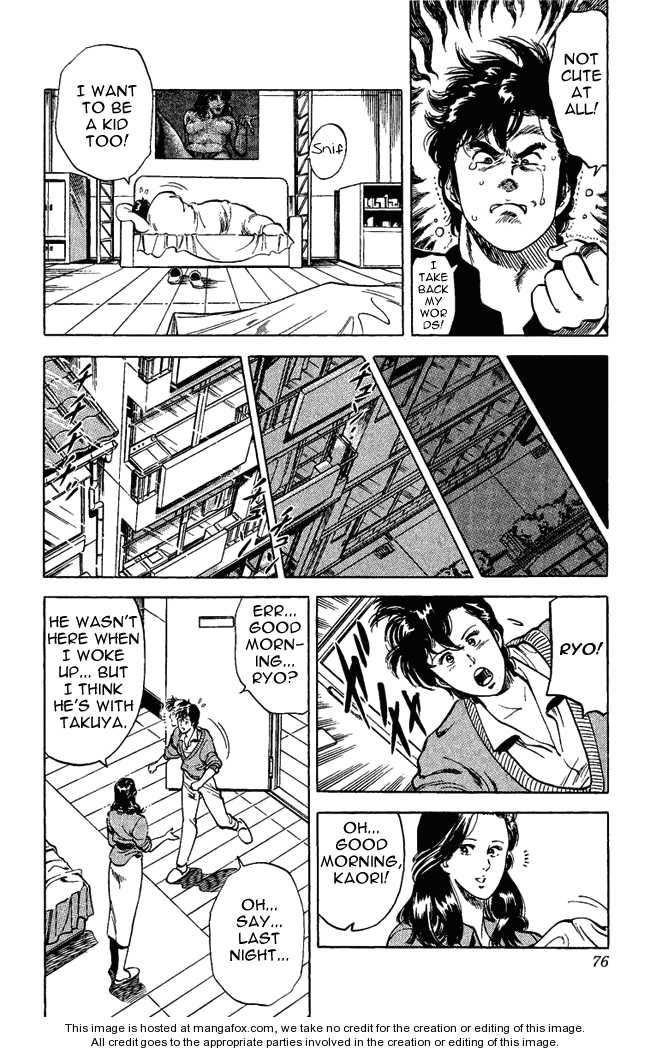 NOT
CUTE
AT
ALL!
I
TAKE
BACK
MY
WOR
DS!
Snif
I WANT
TO BE
A KID
TOO!
RYO!
OH...
GOOD
MORNING,
KAORI!
ERR...
GOOD
MORN-
ING...
RYO?
HE WASN'T
HERE WHEN
I WOKE
UP... BUT
I THINK
HE'S WITH
TAKUYA.
OH...
SAY...
LAST
NIGHT...
76
This image is hosted at mangafox.com, we take no credit for the creation or editing of this image.
All credit goes to the appropriate parties involved in the creation or editing of this image.